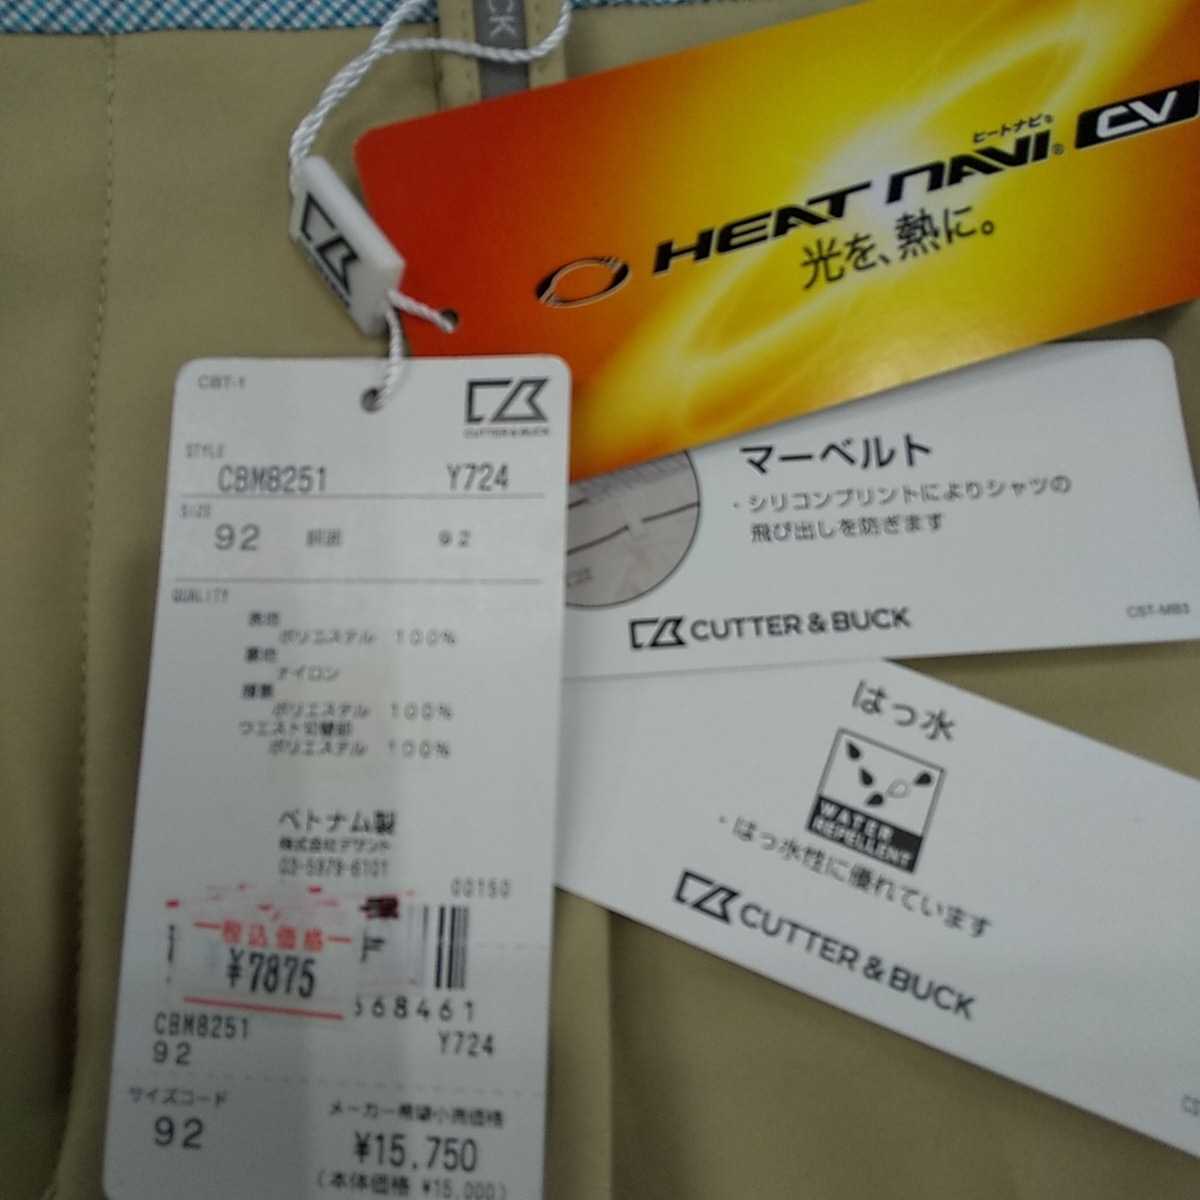 CK
ヒートナビ®
HEAT NAVI® CV
光を、熱に。
CBT-1
CUTTER & BUCK
STYLE
CBM8251 Y724
SIZE
92 胴囲 92
QUALITY
表地
ポリエステル 100%
裏地
ナイロン
腰裏
ポリエステル 100%
ウエスト切替部
ポリエステル 100%
ベトナム製
株式会社デサント
03-5979-6101
00150
税込価格
¥7875
568461
CBM8251 Y724
92
サイズコード
92
メーカー希望小売価格
¥15,750
(本体価格 ¥15,000)
マーベルト
・シリコンプリントによりシャツの
飛び出しを防ぎます
CUTTER & BUCK
CST-MB3
はっ水
WATER
REPELLENT
・はっ水性に優れています
CUTTER & BUCK